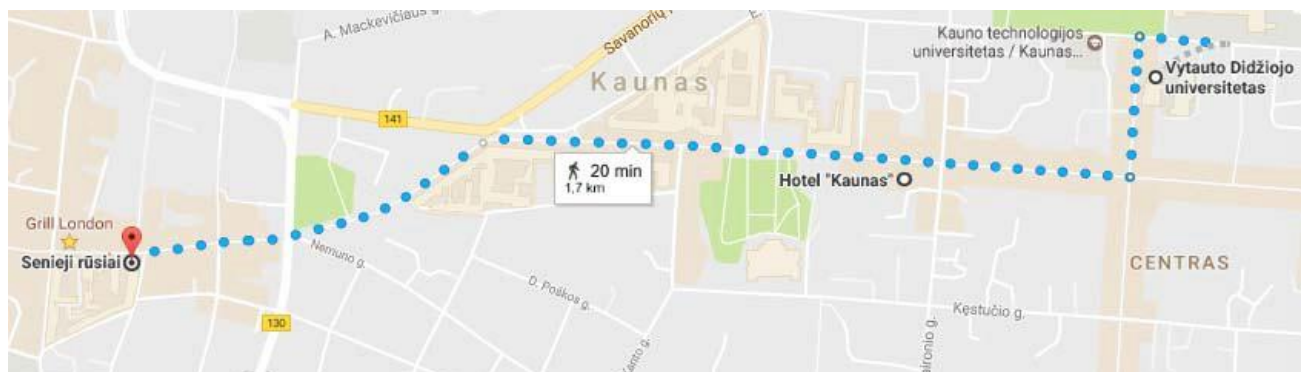 A. Mackevičiaus g.
Savanorių
E.
Kauno technologijos
universitetas / Kaunas...
Vytauto Didžiojo
universitetas
Kaunas
141
20 min
1,7 km
Hotel "Kaunas"
Grill London
Senieji rūsiai
Nemuno g.
D. Poškos g.
CENTRAS
Kęstučio g.
130